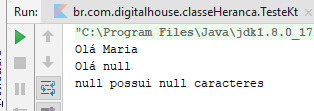 br.com.digitalhouse.classeHeranca.TesteKt
"C:\Program Files\Java\jdk1.8.0_17
Olá Maria
Olá null
null possui null caracteres